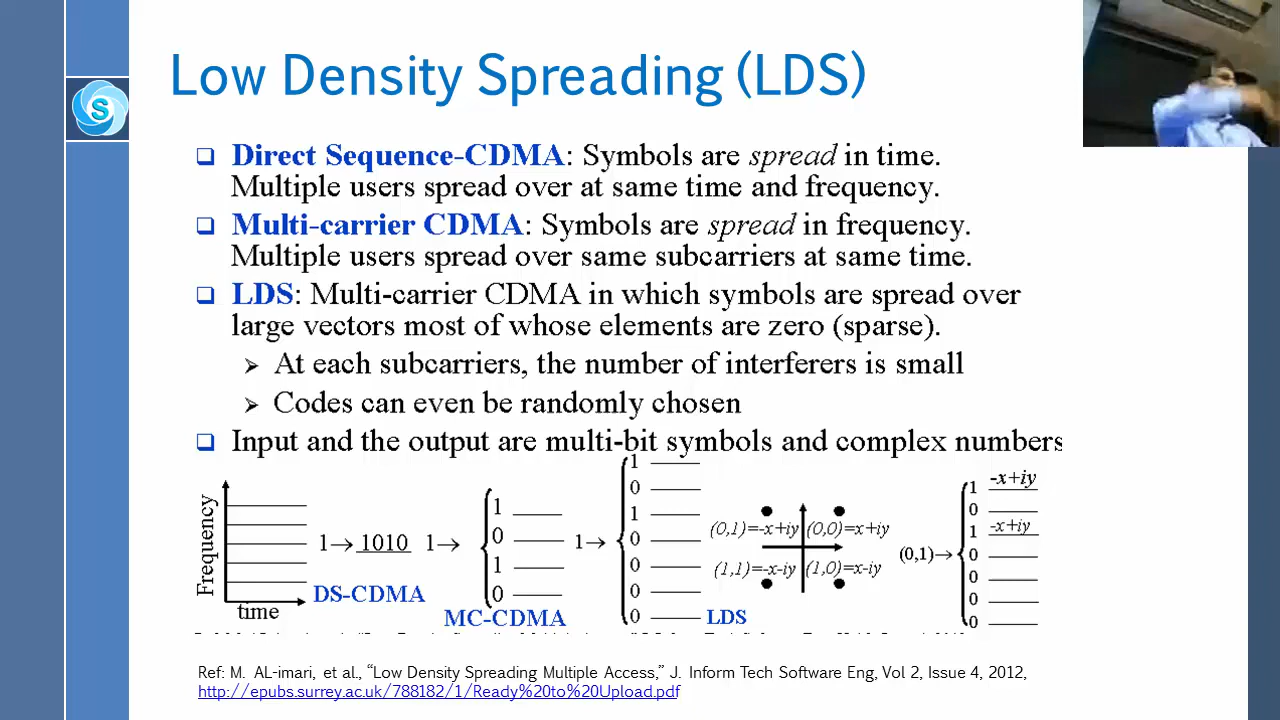 S
Low Density Spreading (LDS)
Direct Sequence-CDMA: Symbols are spread in time.
Multiple users spread over at same time and frequency.
Multi-carrier CDMA: Symbols are spread in frequency.
Multiple users spread over same subcarriers at same time.
LDS: Multi-carrier CDMA in which symbols are spread over
large vectors most of whose elements are zero (sparse).
At each subcarriers, the number of interferers is small
Codes can even be randomly chosen
Input and the output are multi-bit symbols and complex numbers
Frequency
time
1→ 1010
DS-CDMA
1→
1
0
1
0
MC-CDMA
1→
1
0
1
0
0
0
0
LDS
(0,1)=-x+iy (0,0)=x+iy
(1,1)=-x-iy (1,0)=x-iy
(0,1)→
1 -x+iy
0
1 -x+iy
0
0
0
0
Ref: M. AL-imari, et al., “Low Density Spreading Multiple Access,” J. Inform Tech Software Eng, Vol 2, Issue 4, 2012,
http://epubs.surrey.ac.uk/788182/1/Ready%20to%20Upload.pdf